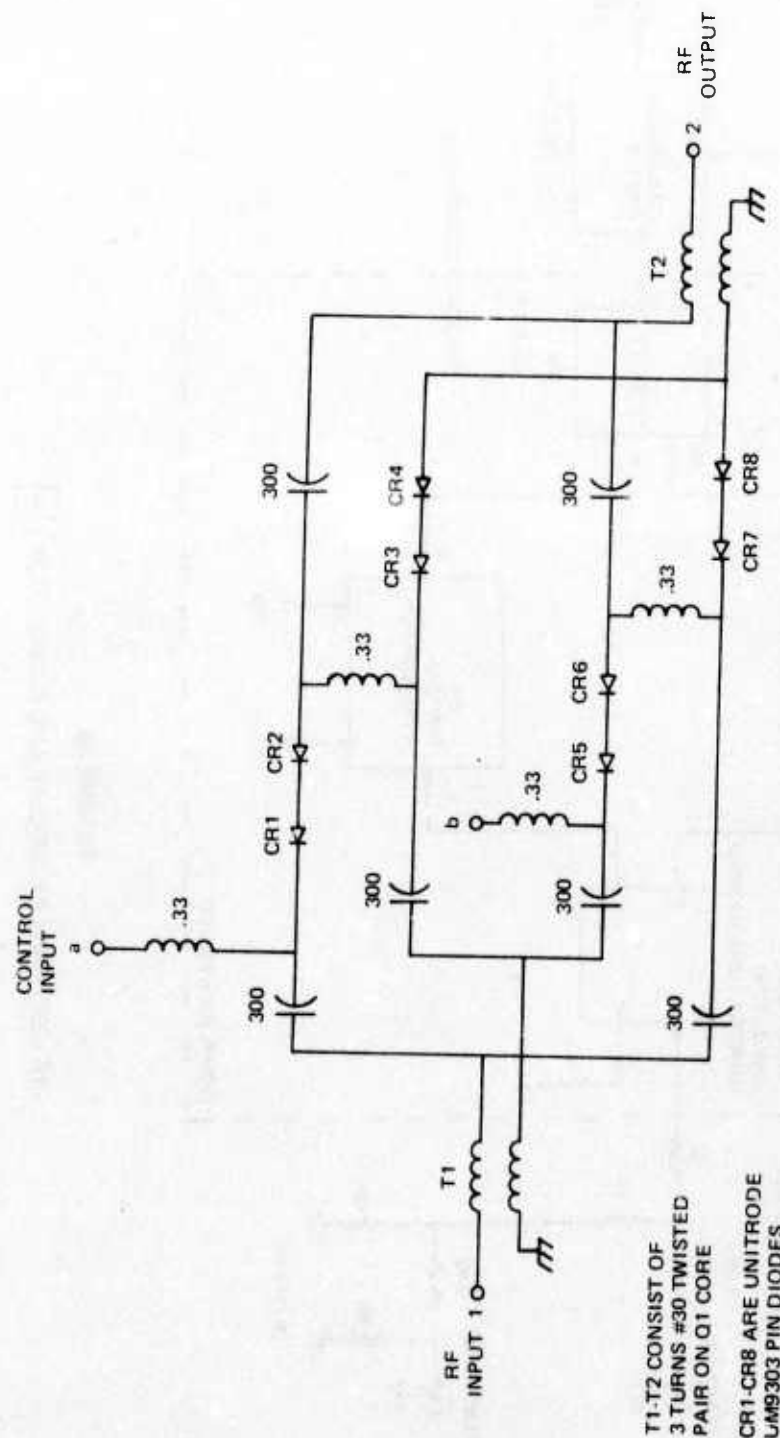 CONTROL
INPUT
a
.33
300
CR1
CR2
300
.33
300
CR3
CR4
b
.33
300
CR5
CR6
300
.33
300
CR7
CR8
RF
INPUT 1
T1
T2
2
RF
OUTPUT
T1-T2 CONSIST OF
3 TURNS #30 TWISTED
PAIR ON Q1 CORE
CR1-CR8 ARE UNITRODE
UM9303 PIN DIODES